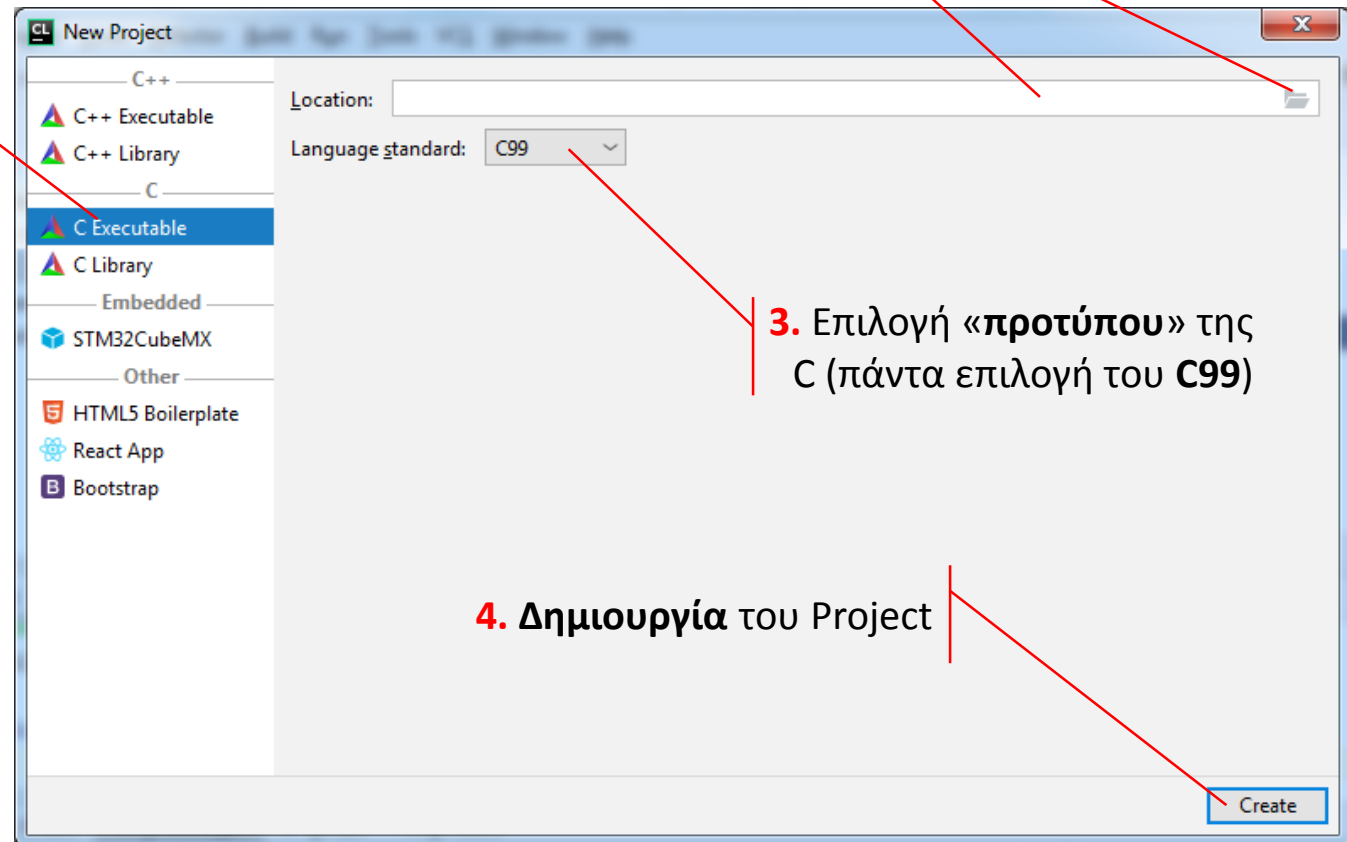 CL New Project
C++
C++ Executable
C++ Library
C
C Executable
C Library
Embedded
STM32CubeMX
Other
HTML5 Boilerplate
React App
B Bootstrap
Location:
Language standard: C99
3. Επιλογή «προτύπου» της
C (πάντα επιλογή του C99)
4. Δημιουργία του Project
Create